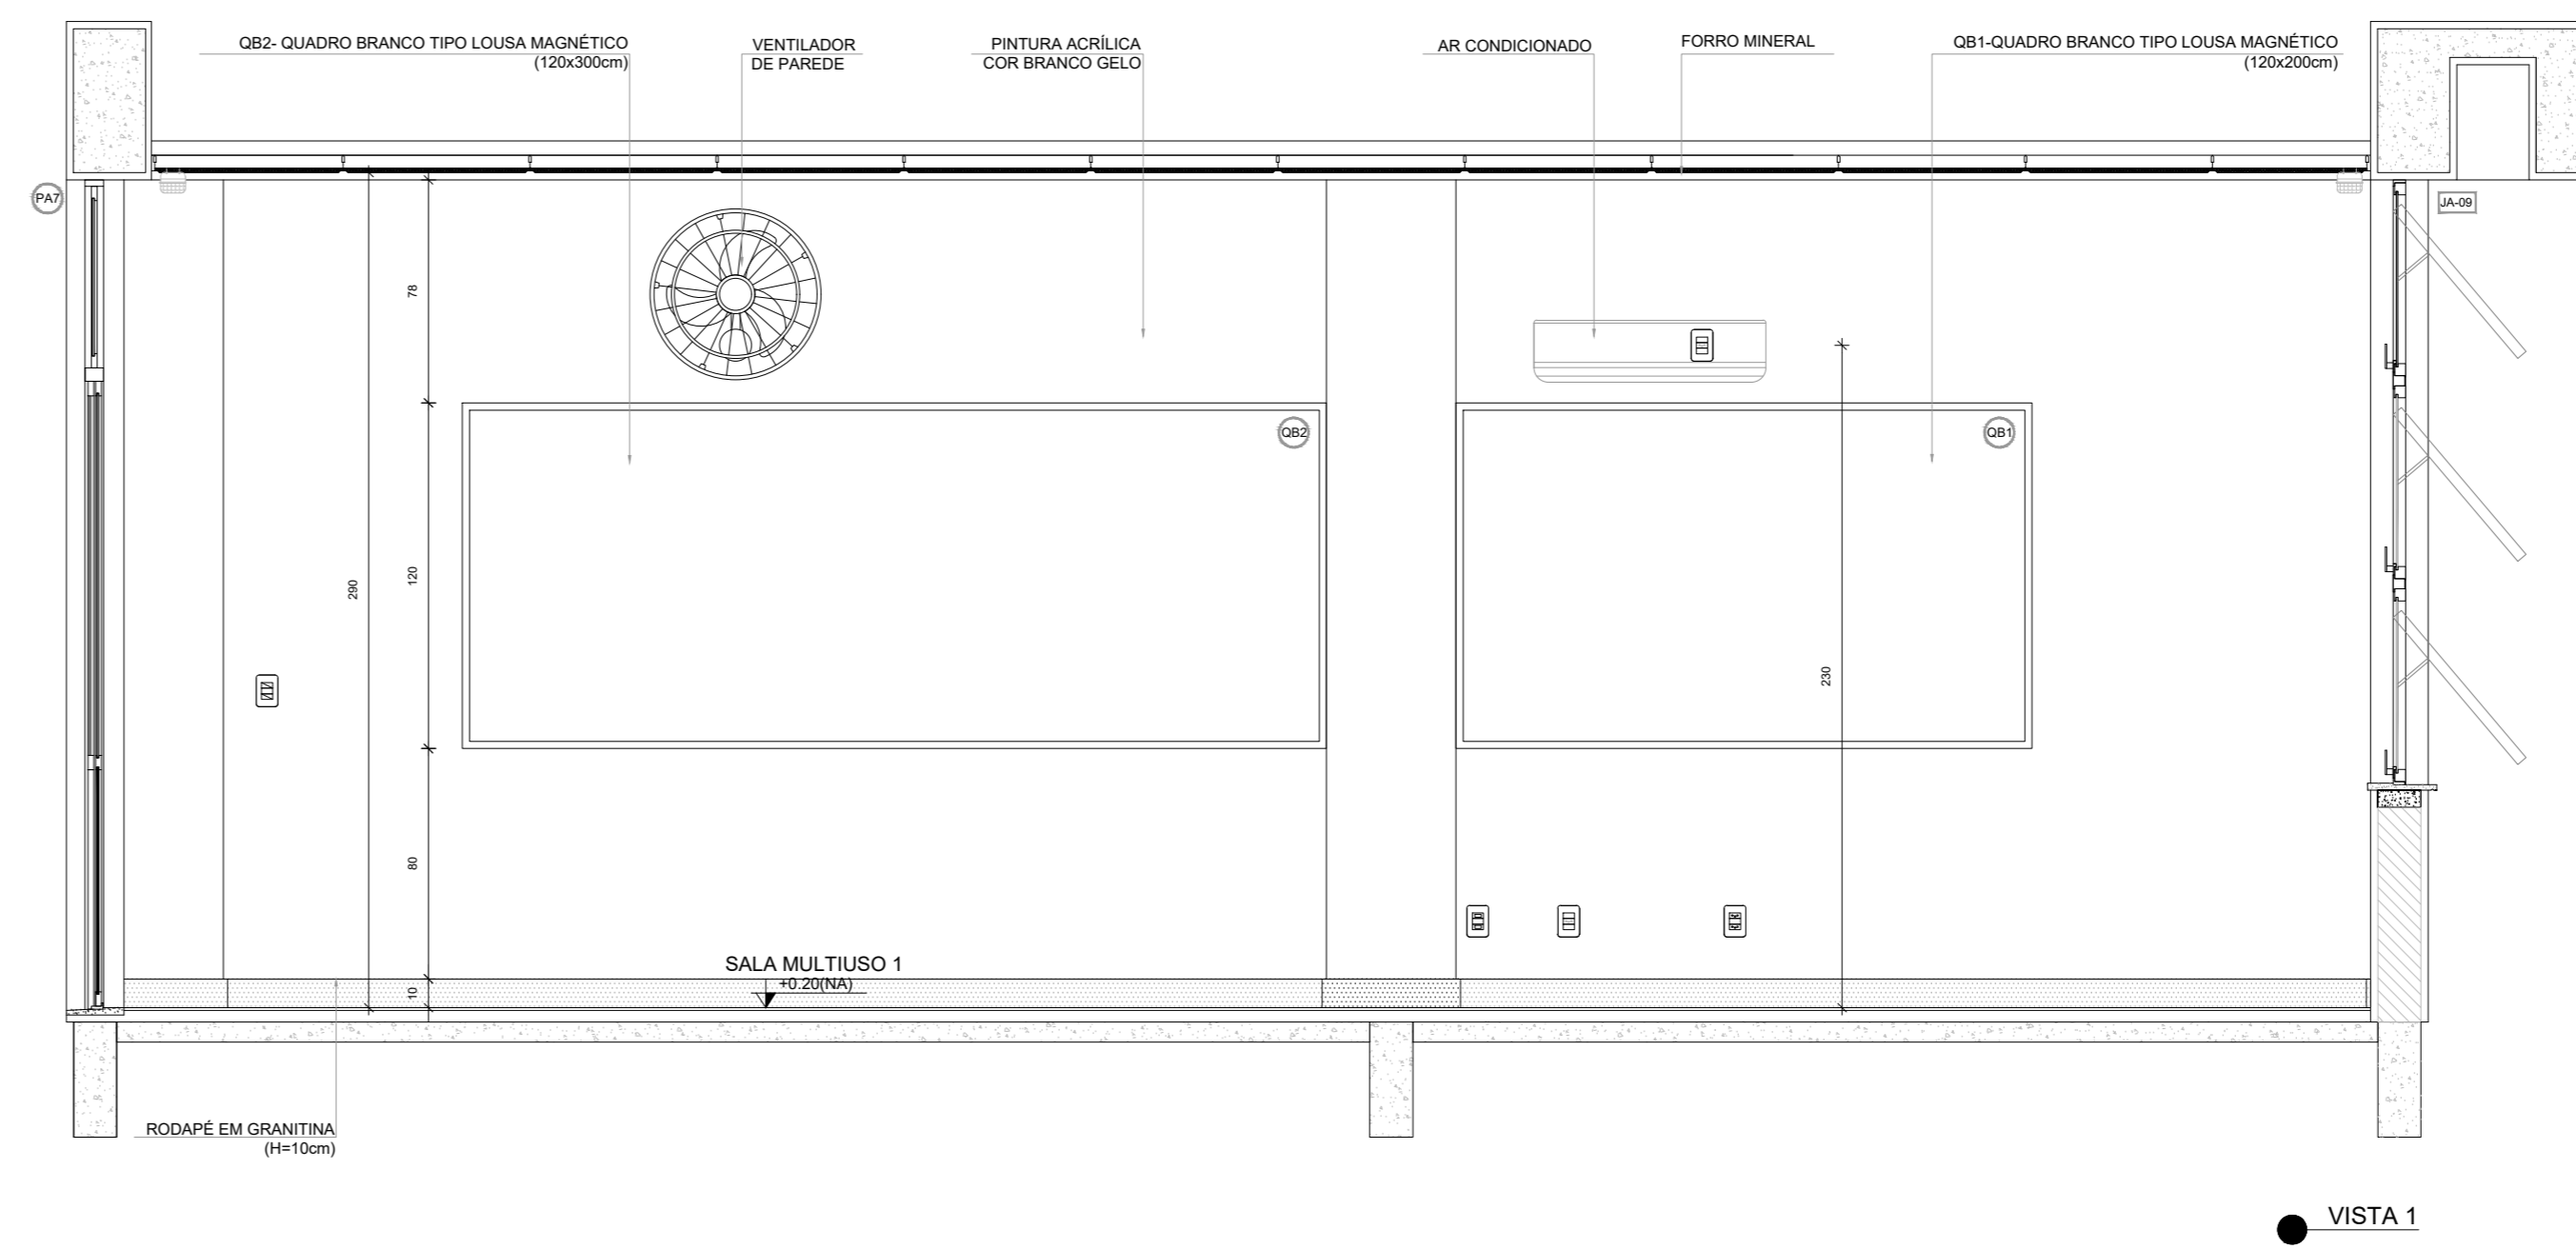 QB2- QUADRO BRANCO TIPO LOUSA MAGNÉTICO
(120x300cm)
VENTILADOR
DE PAREDE
PINTURA ACRÍLICA
COR BRANCO GELO
AR CONDICIONADO
FORRO MINERAL
QB1-QUADRO BRANCO TIPO LOUSA MAGNÉTICO
(120x200cm)
PA7
JA-09
78
QB2
QB1
290
120
230
80
SALA MULTIUSO 1
+0.20(NA)
10
RODAPÉ EM GRANITINA
(H=10cm)
VISTA 1